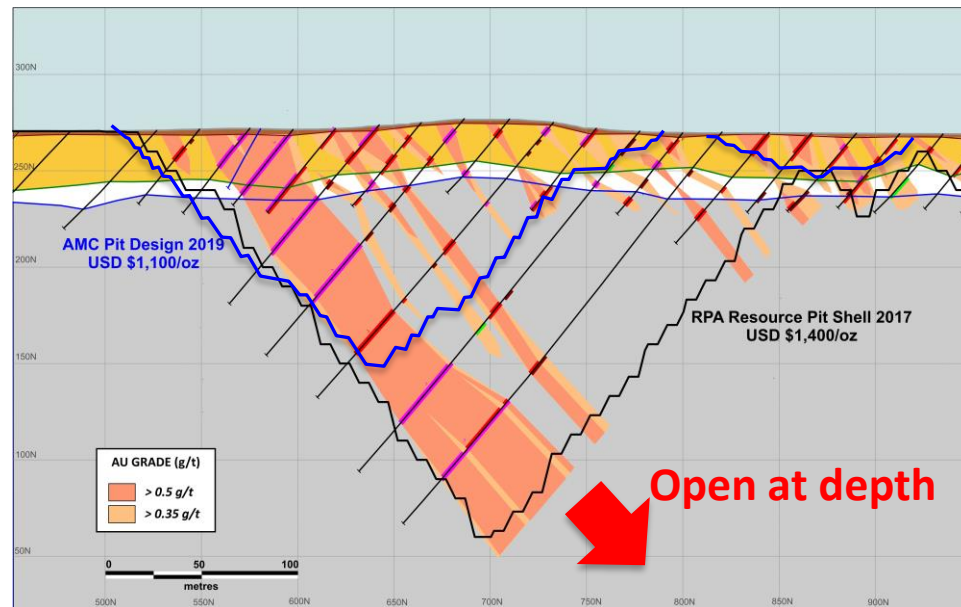 300N
250N
AMC Pit Design 2019
USD $1,100/oz
200N
RPA Resource Pit Shell 2017
USD $1,400/oz
150N
AU GRADE (g/t)
> 0.5 g/t
> 0.35 g/t
100N
Open at depth
0 50 100
metres
50N
500N 550N 600N 650N 700N 750N 800N 850N 900N